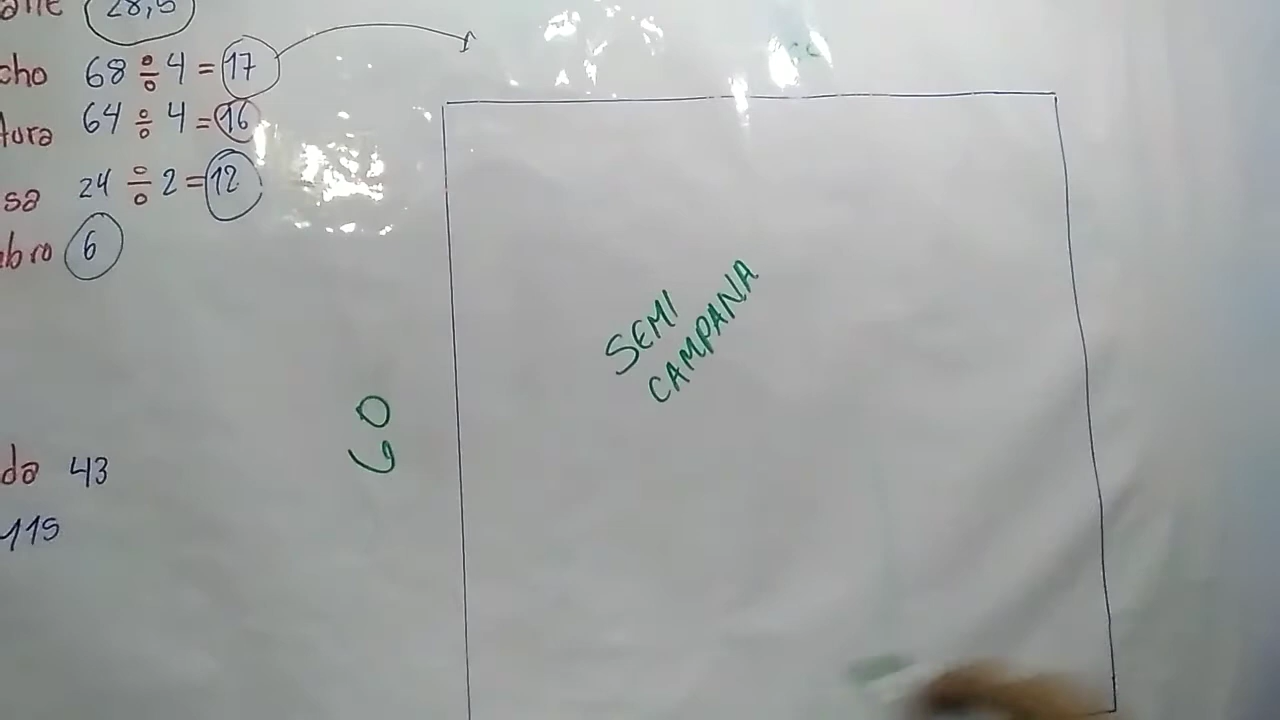 28,5
cho 68 ÷ 4 = 17
tura 64 ÷ 4 = 16
sa 24 ÷ 2 = 12
bro 6
da 43
115
60
SEMI
CAMPANA